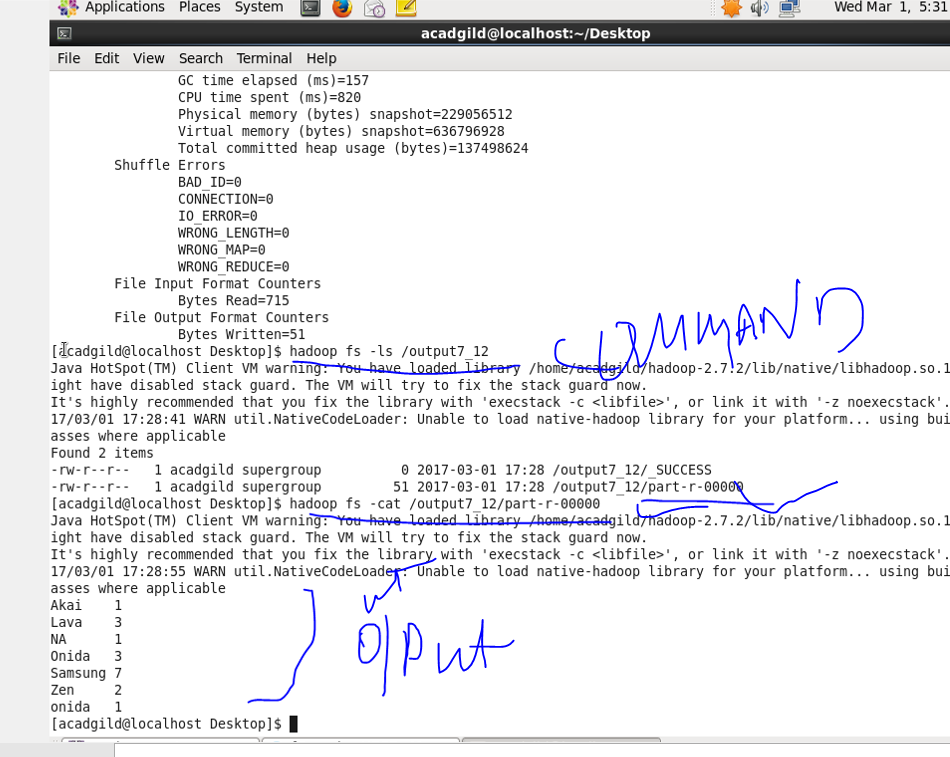 Applications Places System Wed Mar 1, 5:31
acadgild@localhost:~/Desktop
File Edit View Search Terminal Help
GC time elapsed (ms)=157
CPU time spent (ms)=820
Physical memory (bytes) snapshot=229056512
Virtual memory (bytes) snapshot=636796928
Total committed heap usage (bytes)=137498624
Shuffle Errors
BAD_ID=0
CONNECTION=0
IO_ERROR=0
WRONG_LENGTH=0
WRONG_MAP=0
WRONG_REDUCE=0
File Input Format Counters
Bytes Read=715
File Output Format Counters
Bytes Written=51
COMMAND
[acadgild@localhost Desktop]$ hadoop fs -ls /output7_12
Java HotSpot(TM) Client VM warning: You have loaded library /home/acadgild/hadoop-2.7.2/lib/native/libhadoop.so.1
ight have disabled stack guard. The VM will try to fix the stack guard now.
It's highly recommended that you fix the library with 'execstack -c <libfile>', or link it with '-z noexecstack'.
17/03/01 17:28:41 WARN util.NativeCodeLoader: Unable to load native-hadoop library for your platform... using bui
asses where applicable
Found 2 items
-rw-r--r-- 1 acadgild supergroup 0 2017-03-01 17:28 /output7_12/_SUCCESS
-rw-r--r-- 1 acadgild supergroup 51 2017-03-01 17:28 /output7_12/part-r-00000
[acadgild@localhost Desktop]$ hadoop fs -cat /output7_12/part-r-00000
Java HotSpot(TM) Client VM warning: You have loaded library /home/acadgild/hadoop-2.7.2/lib/native/libhadoop.so.1
ight have disabled stack guard. The VM will try to fix the stack guard now.
It's highly recommended that you fix the library with 'execstack -c <libfile>', or link it with '-z noexecstack'.
17/03/01 17:28:55 WARN util.NativeCodeLoader: Unable to load native-hadoop library for your platform... using bui
asses where applicable
Akai 1
Lava 3
NA 1
Onida 3
Samsung 7
Zen 2
onida 1
O/Put
[acadgild@localhost Desktop]$